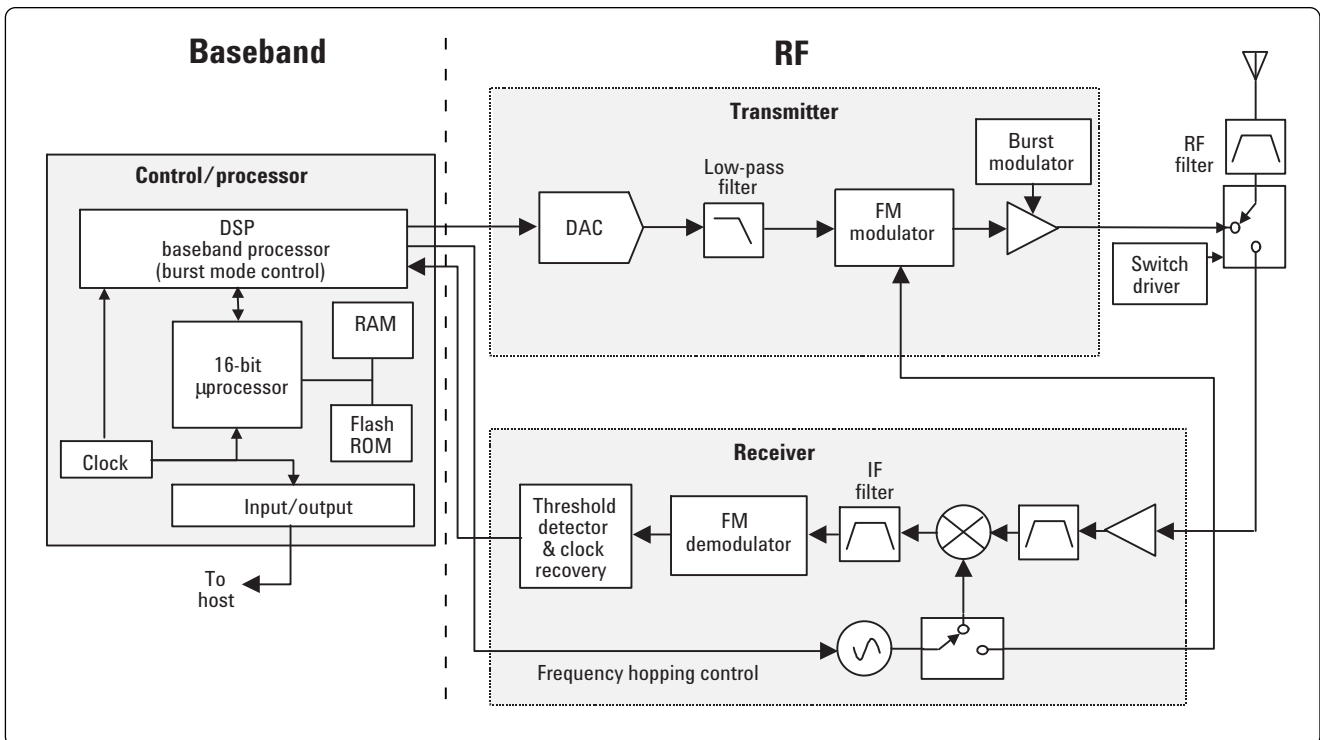 Baseband
RF
Transmitter
Burst
modulator
RF
filter
Control/processor
Low-pass
filter
DSP
baseband processor
(burst mode control)
DAC
FM
modulator
Switch
driver
RAM
16-bit
µprocessor
Flash
ROM
Clock
Input/output
To
host
Receiver
IF
filter
Threshold
detector
& clock
recovery
FM
demodulator
Frequency hopping control